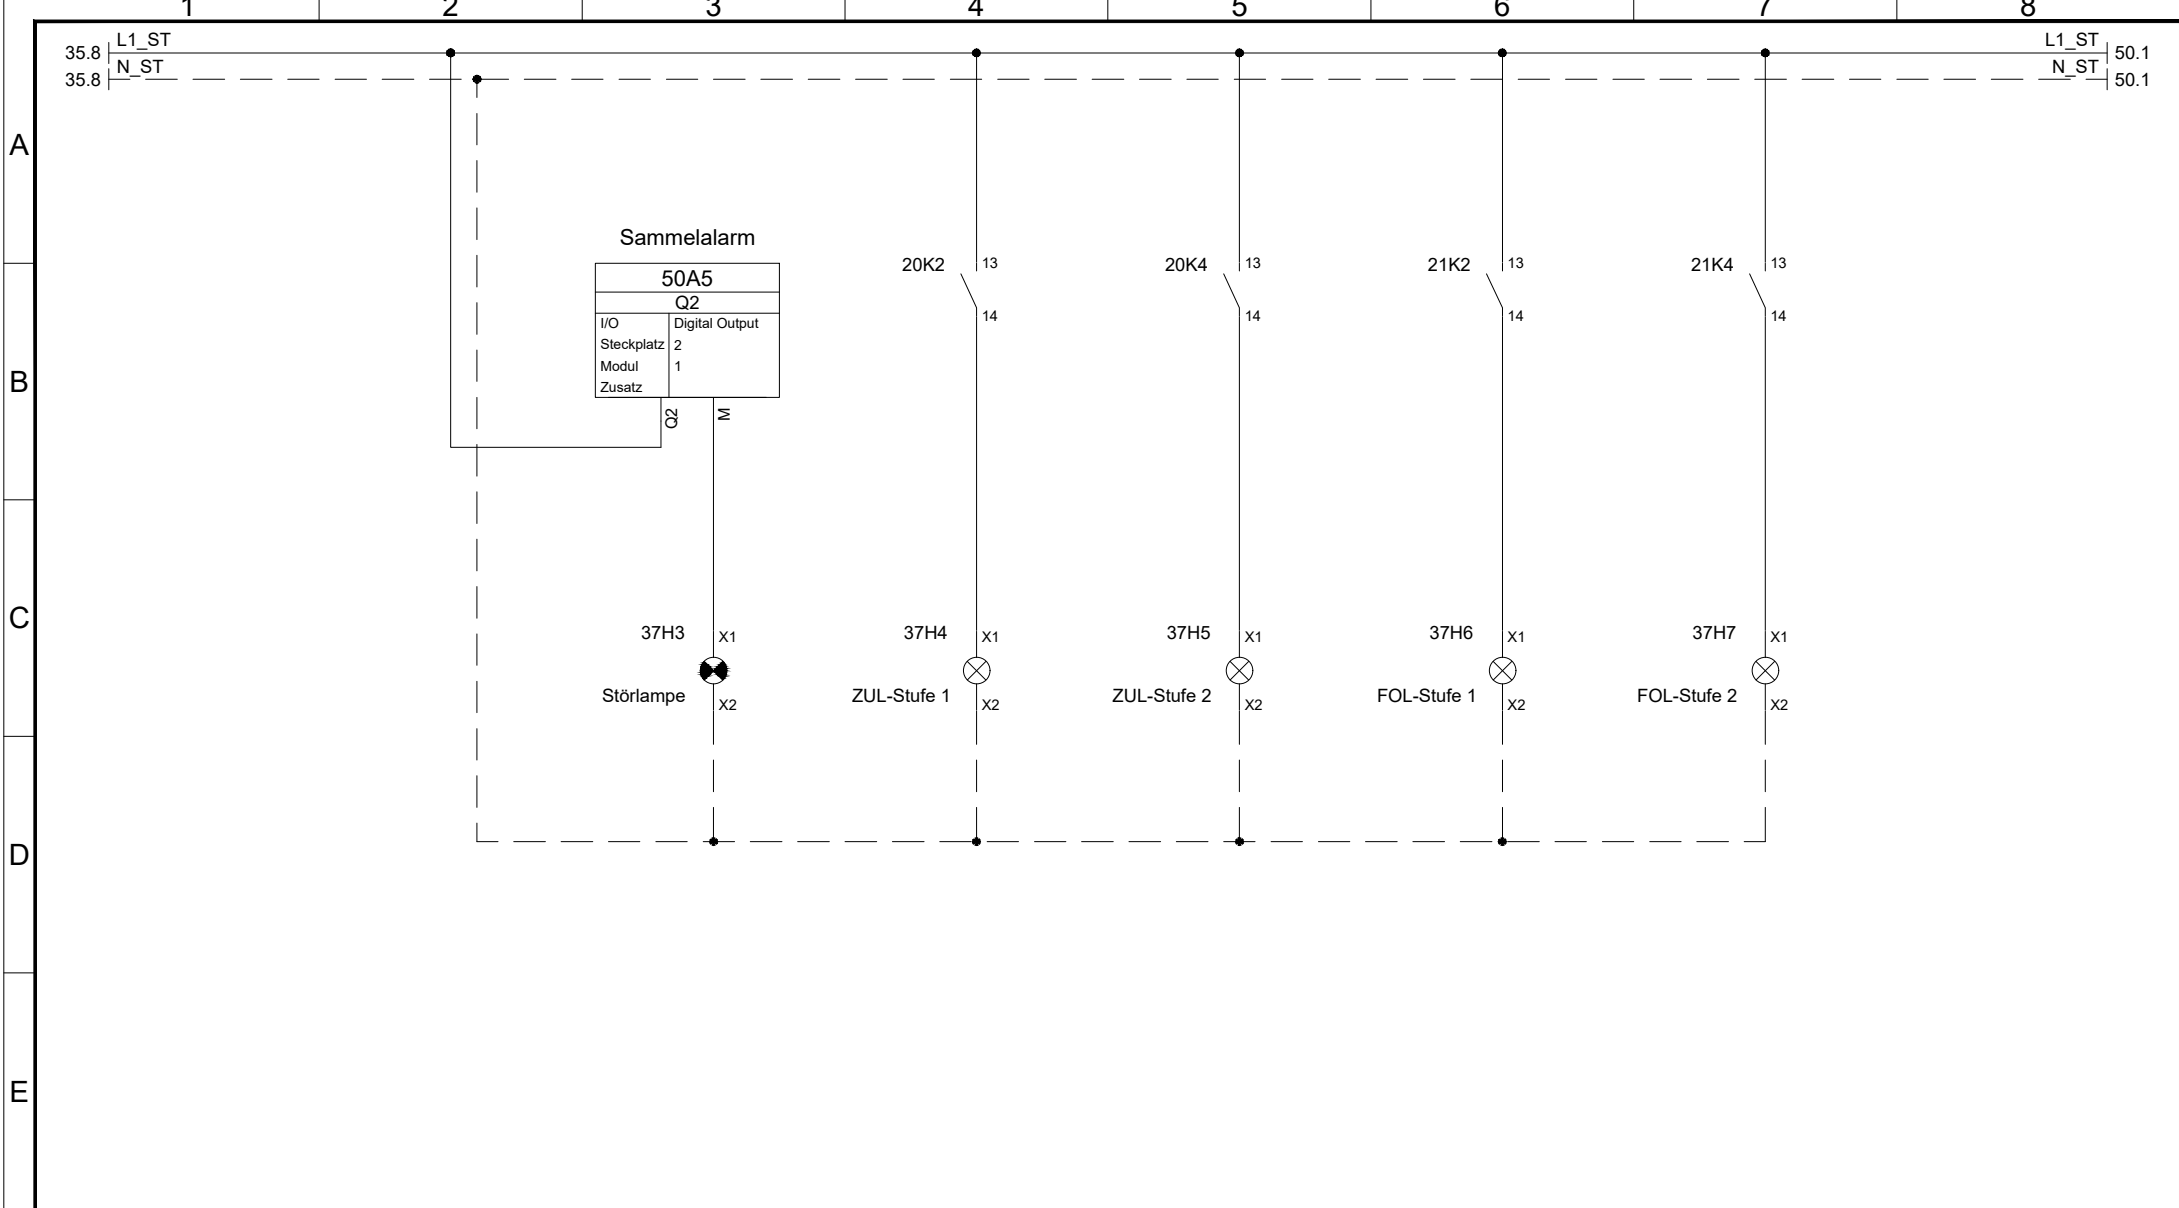 1 2 3 4 5 6 7 8
35.8 L1_ST L1_ST 50.1
35.8 N_ST N_ST 50.1
A
Sammelalarm
50A5
Q2
I/O Digital Output
Steckplatz 2
Modul 1
Zusatz
Q2 M
20K2 13
14
20K4 13
14
21K2 13
14
21K4 13
14
B
C
37H3 X1
Störlampe X2
37H4 X1
ZUL-Stufe 1 X2
37H5 X1
ZUL-Stufe 2 X2
37H6 X1
FOL-Stufe 1 X2
37H7 X1
FOL-Stufe 2 X2
D
E